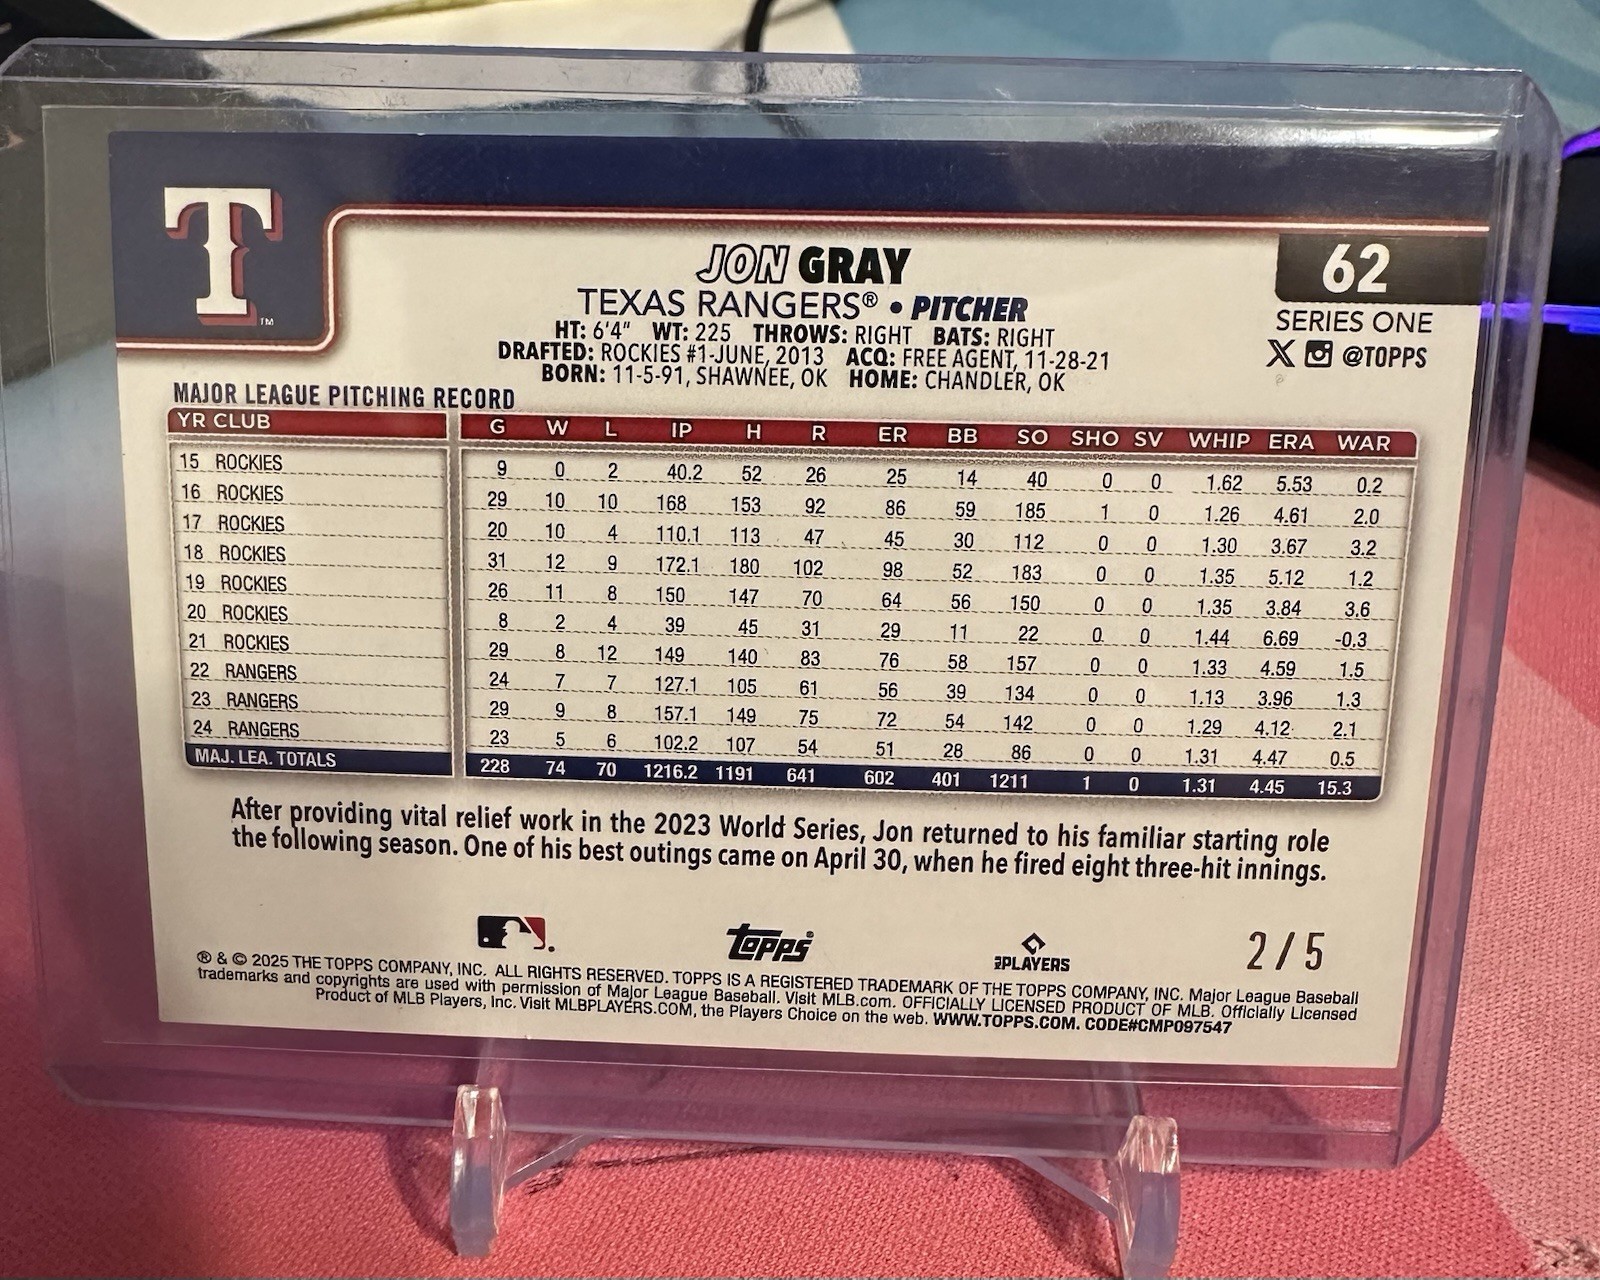 T
TM
JON GRAY
TEXAS RANGERS® • PITCHER
HT: 6'4" WT: 225 THROWS: RIGHT BATS: RIGHT
DRAFTED: ROCKIES #1-JUNE, 2013 ACQ: FREE AGENT, 11-28-21
BORN: 11-5-91, SHAWNEE, OK HOME: CHANDLER, OK
62
SERIES ONE
X @TOPPS
MAJOR LEAGUE PITCHING RECORD
YR CLUB G W L IP H R ER BB SO SHO SV WHIP ERA WAR
15 ROCKIES 9 0 2 40.2 52 26 25 14 40 0 0 1.62 5.53 0.2
16 ROCKIES 29 10 10 168 153 92 86 59 185 1 0 1.26 4.61 2.0
17 ROCKIES 20 10 4 110.1 113 47 45 30 112 0 0 1.30 3.67 3.2
18 ROCKIES 31 12 9 172.1 180 102 98 52 183 0 0 1.35 5.12 1.2
19 ROCKIES 26 11 8 150 147 70 64 56 150 0 0 1.35 3.84 3.6
20 ROCKIES 8 2 4 39 45 31 29 11 22 0 0 1.44 6.69 -0.3
21 ROCKIES 29 8 12 149 140 83 76 58 157 0 0 1.33 4.59 1.5
22 RANGERS 24 7 7 127.1 105 61 56 39 134 0 0 1.13 3.96 1.3
23 RANGERS 29 9 8 157.1 149 75 72 54 142 0 0 1.29 4.12 2.1
24 RANGERS 23 5 6 102.2 107 54 51 28 86 0 0 1.31 4.47 0.5
MAJ. LEA. TOTALS 228 74 70 1216.2 1191 641 602 401 1211 1 0 1.31 4.45 15.3
After providing vital relief work in the 2023 World Series, Jon returned to his familiar starting role
the following season. One of his best outings came on April 30, when he fired eight three-hit innings.
topps®
PLAYERS
2/5
® & © 2025 THE TOPPS COMPANY, INC. ALL RIGHTS RESERVED. TOPPS IS A REGISTERED TRADEMARK OF THE TOPPS COMPANY, INC. Major League Baseball
trademarks and copyrights are used with permission of Major League Baseball. Visit MLB.com. OFFICIALLY LICENSED PRODUCT OF MLB. Officially Licensed
Product of MLB Players, Inc. Visit MLBPLAYERS.COM, the Players Choice on the web. WWW.TOPPS.COM. CODE#CMP097547